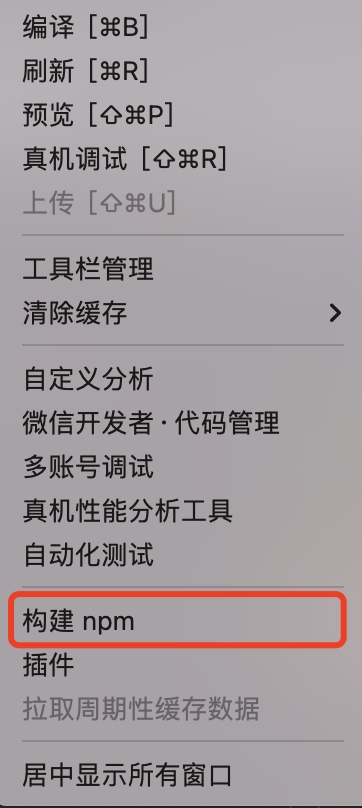 编译［⌘B］
刷新［⌘R］
预览［⇧⌘P］
真机调试［⇧⌘R］
上传［⇧⌘U］
工具栏管理
清除缓存
自定义分析
微信开发者 · 代码管理
多账号调试
真机性能分析工具
自动化测试
构建 npm
插件
拉取周期性缓存数据
居中显示所有窗口